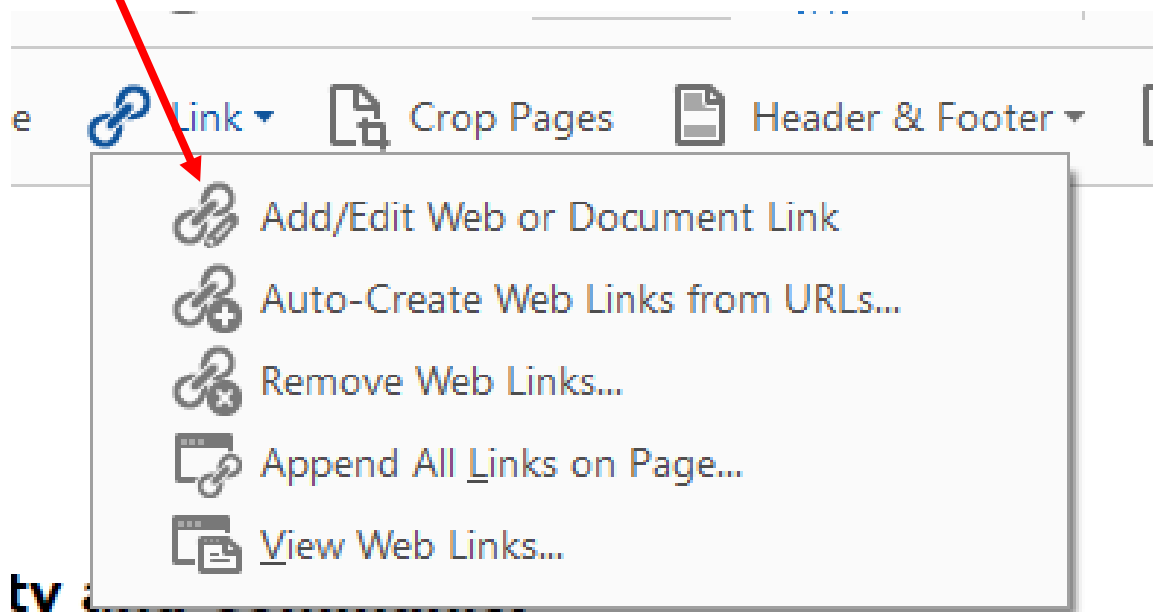 e Link Crop Pages Header & Footer
Add/Edit Web or Document Link
Auto-Create Web Links from URLs...
Remove Web Links...
Append All Links on Page...
View Web Links...
ty